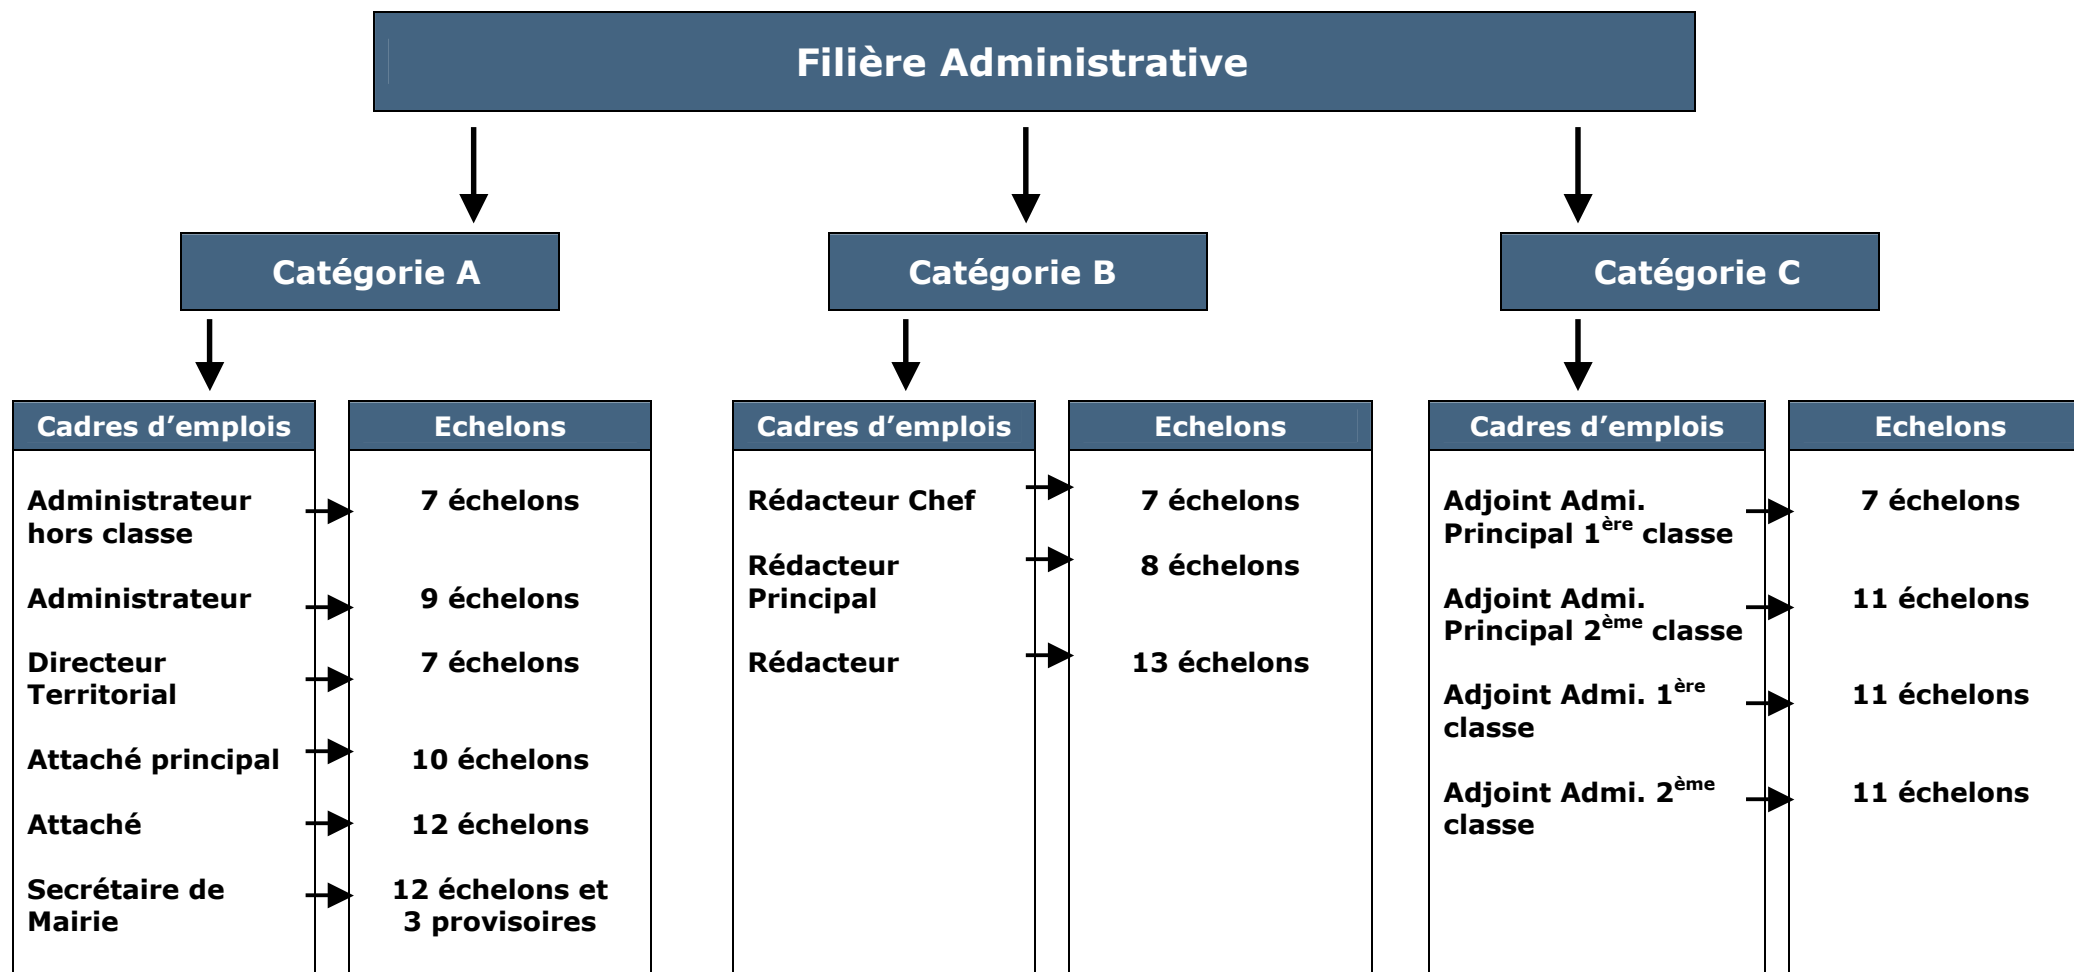 Filière Administrative
Catégorie A
Catégorie B
Catégorie C
Cadres d’emplois
Echelons
Administrateur
hors classe
7 échelons
Administrateur
9 échelons
Directeur
Territorial
7 échelons
Attaché principal
10 échelons
Attaché
12 échelons
Secrétaire de
Mairie
12 échelons et
3 provisoires
Cadres d’emplois
Echelons
Rédacteur Chef
7 échelons
Rédacteur
Principal
8 échelons
Rédacteur
13 échelons
Cadres d’emplois
Echelons
Adjoint Admi.
Principal 1ère classe
7 échelons
Adjoint Admi.
Principal 2ème classe
11 échelons
Adjoint Admi. 1ère
classe
11 échelons
Adjoint Admi. 2ème
classe
11 échelons